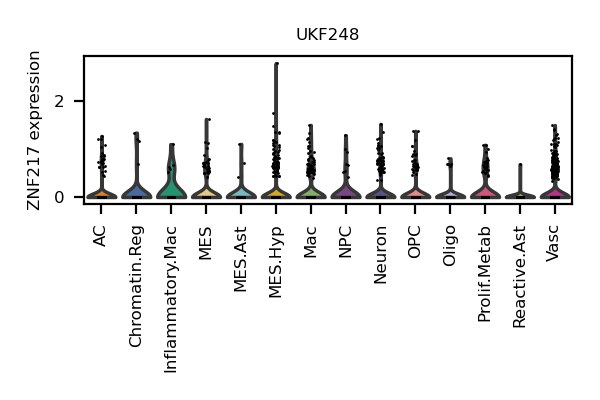 UKF248
ZNF217 expression
2
0
AC
Chromatin.Reg
Inflammatory.Mac
MES
MES.Ast
MES.Hyp
Mac
NPC
Neuron
OPC
Oligo
Prolif.Metab
Reactive.Ast
Vasc